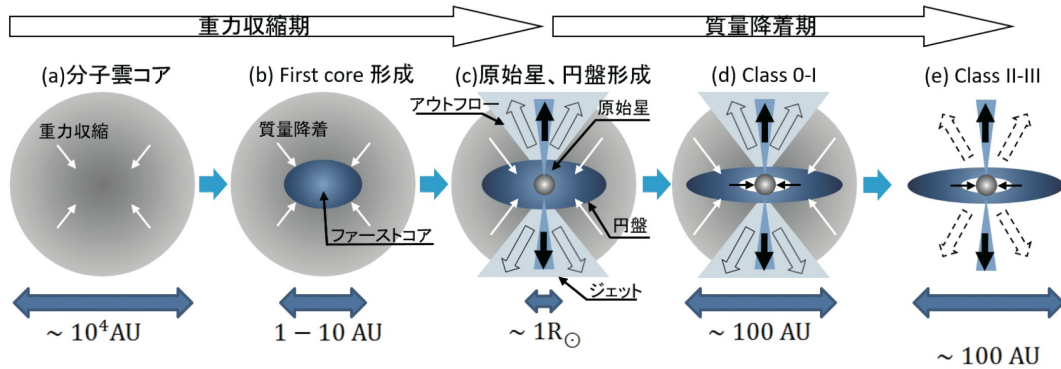 重力収縮期
質量降着期
(a)分子雲コア
(b) First core 形成
(c)原始星、円盤形成
(d) Class 0-I
(e) Class II-III
アウトフロー
原始星
重力収縮
質量降着
ファーストコア
円盤
ジェット
~ 10⁴AU
1 − 10 AU
~ 1R☉
~ 100 AU
~ 100 AU